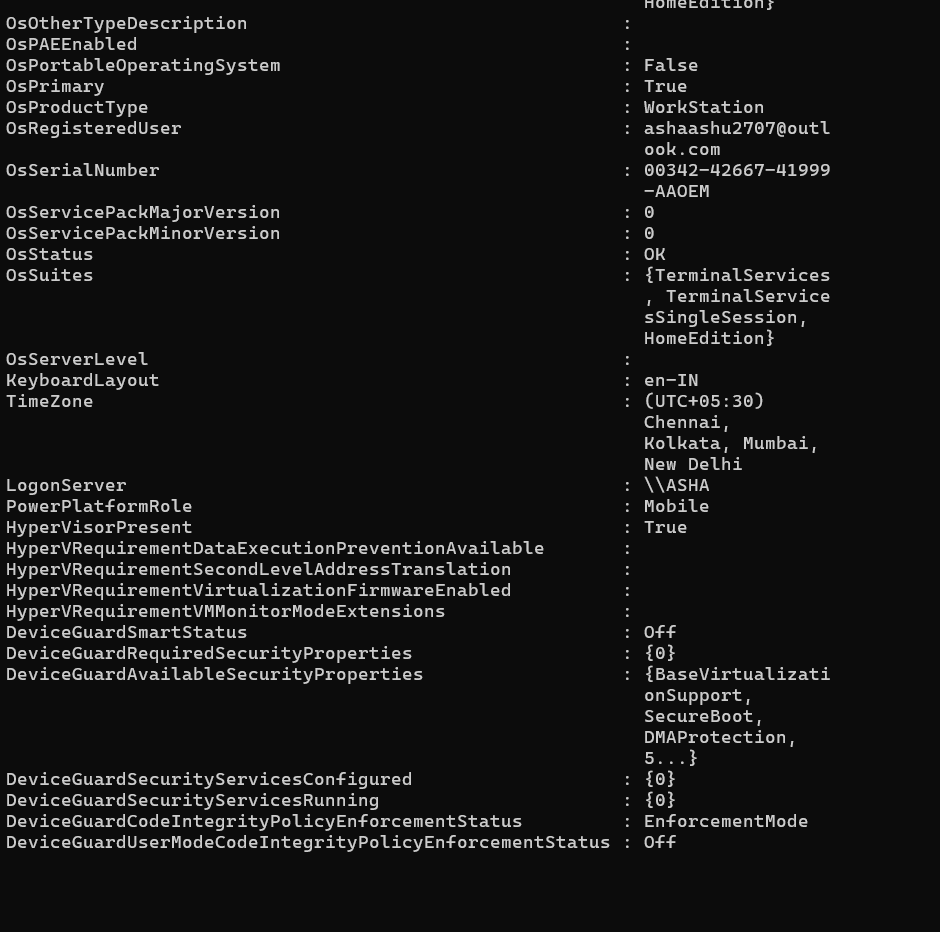 HomeEdition}
OsOtherTypeDescription :
OsPAEEnabled :
OsPortableOperatingSystem : False
OsPrimary : True
OsProductType : WorkStation
OsRegisteredUser : ashaashu2707@outl
ook.com
OsSerialNumber : 00342-42667-41999
-AAOEM
OsServicePackMajorVersion : 0
OsServicePackMinorVersion : 0
OsStatus : OK
OsSuites : {TerminalServices
, TerminalService
sSingleSession,
HomeEdition}
OsServerLevel :
KeyboardLayout : en-IN
TimeZone : (UTC+05:30)
Chennai,
Kolkata, Mumbai,
New Delhi
LogonServer : \\ASHA
PowerPlatformRole : Mobile
HyperVisorPresent : True
HyperVRequirementDataExecutionPreventionAvailable :
HyperVRequirementSecondLevelAddressTranslation :
HyperVRequirementVirtualizationFirmwareEnabled :
HyperVRequirementVMMonitorModeExtensions :
DeviceGuardSmartStatus : Off
DeviceGuardRequiredSecurityProperties : {0}
DeviceGuardAvailableSecurityProperties : {BaseVirtualizati
onSupport,
SecureBoot,
DMAProtection,
5...}
DeviceGuardSecurityServicesConfigured : {0}
DeviceGuardSecurityServicesRunning : {0}
DeviceGuardCodeIntegrityPolicyEnforcementStatus : EnforcementMode
DeviceGuardUserModeCodeIntegrityPolicyEnforcementStatus : Off